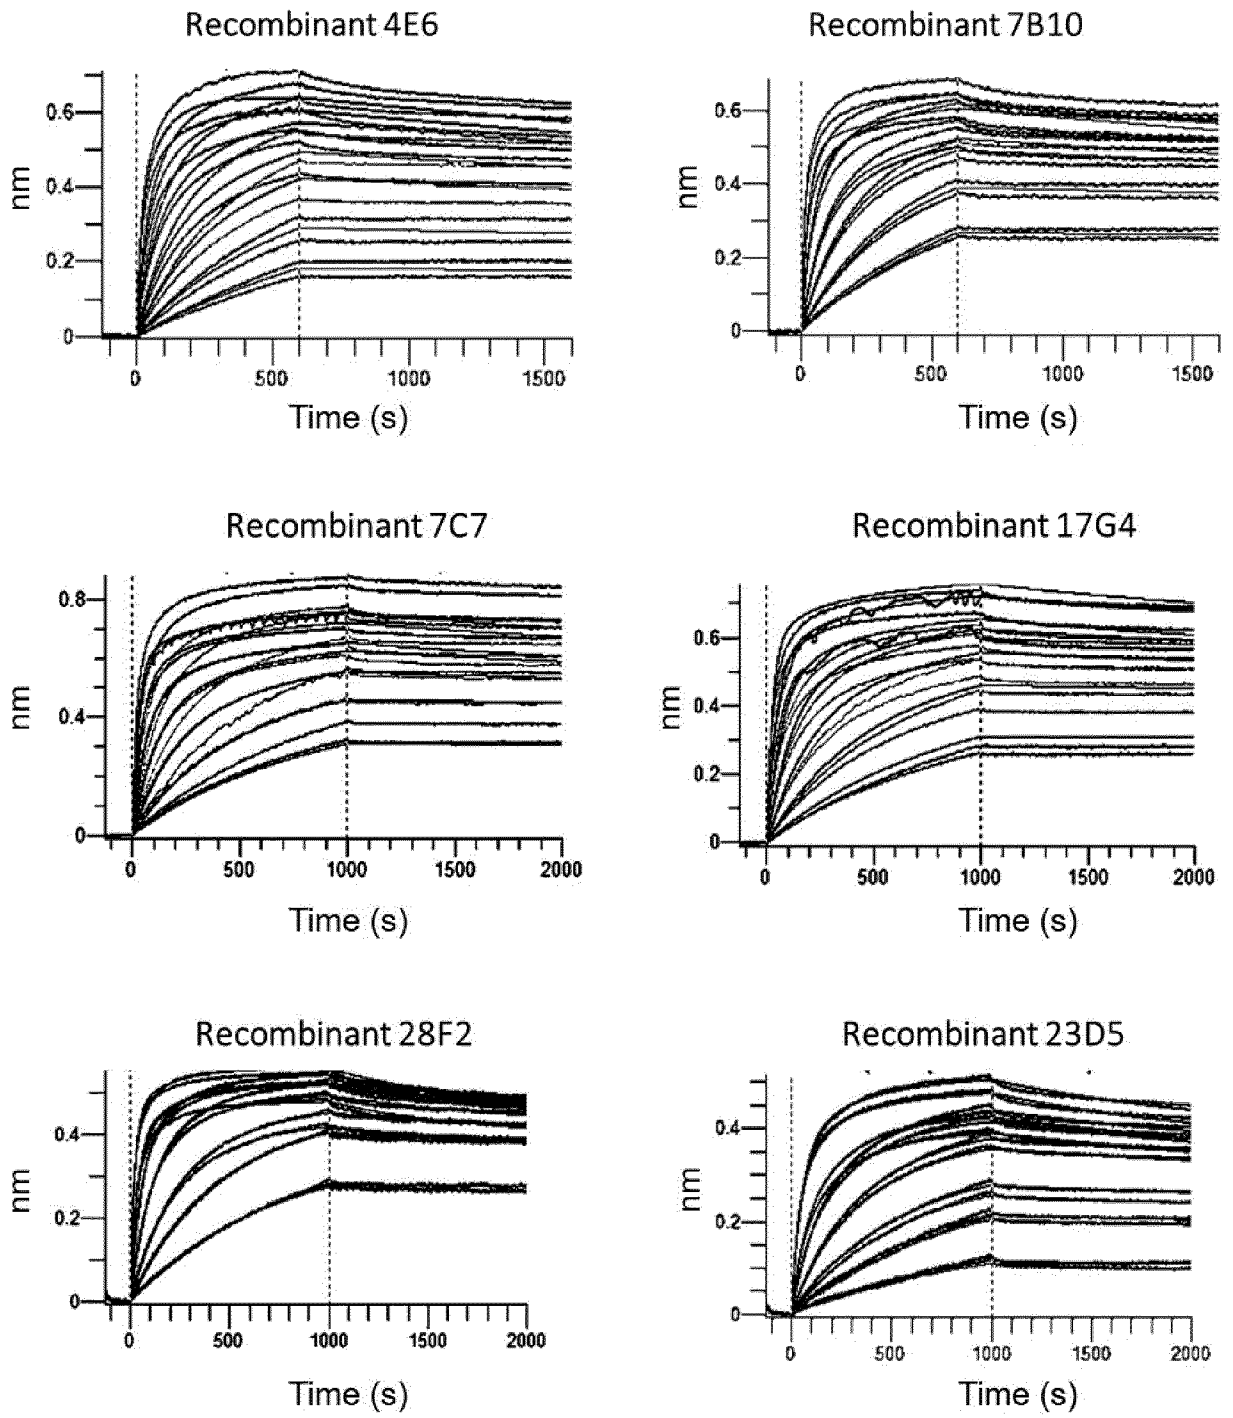 Recombinant 4E6
Recombinant 7B10
nm
0.6
0.4
0.2
0
0 500 1000 1500
Time (s)
nm
0.6
0.4
0.2
0
0 500 1000 1500
Time (s)
Recombinant 7C7
Recombinant 17G4
nm
0.8
0.4
0
0 500 1000 1500 2000
Time (s)
nm
0.6
0.4
0.2
0
0 500 1000 1500 2000
Time (s)
Recombinant 28F2
Recombinant 23D5
nm
0.4
0.2
0
0 500 1000 1500 2000
Time (s)
nm
0.4
0.2
0
0 500 1000 1500 2000
Time (s)